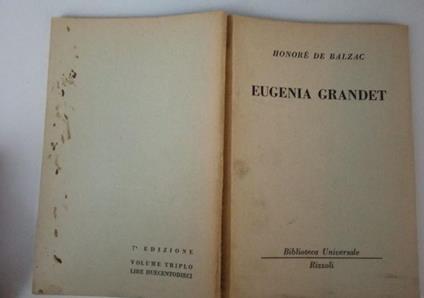 HONORÉ DE BALZAC
EUGENIA GRANDET
Biblioteca Universale
Rizzoli
7ª EDIZIONE
VOLUME TRIPLO
LIRE DUECENTODIECI